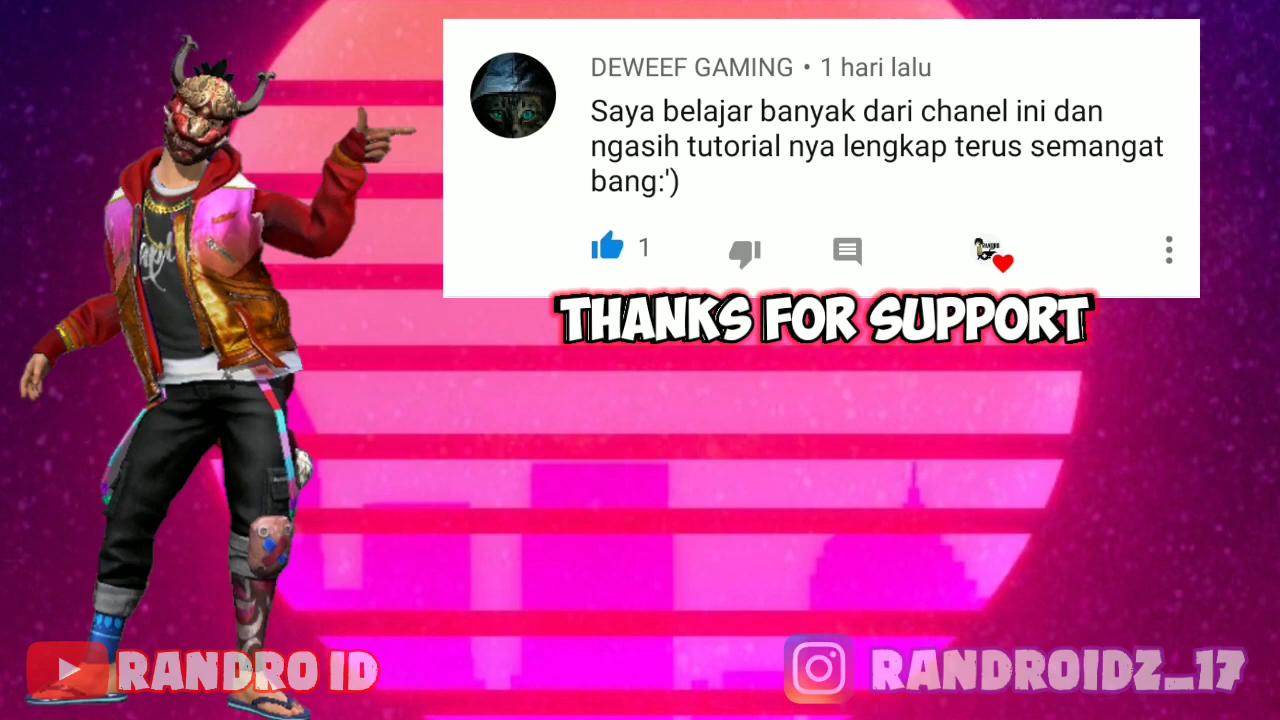 DEWEEF GAMING • 1 hari lalu
Saya belajar banyak dari chanel ini dan
ngasih tutorial nya lengkap terus semangat
bang:')
1
THANKS FOR SUPPORT
RANDRO ID
RANDROIDZ_17